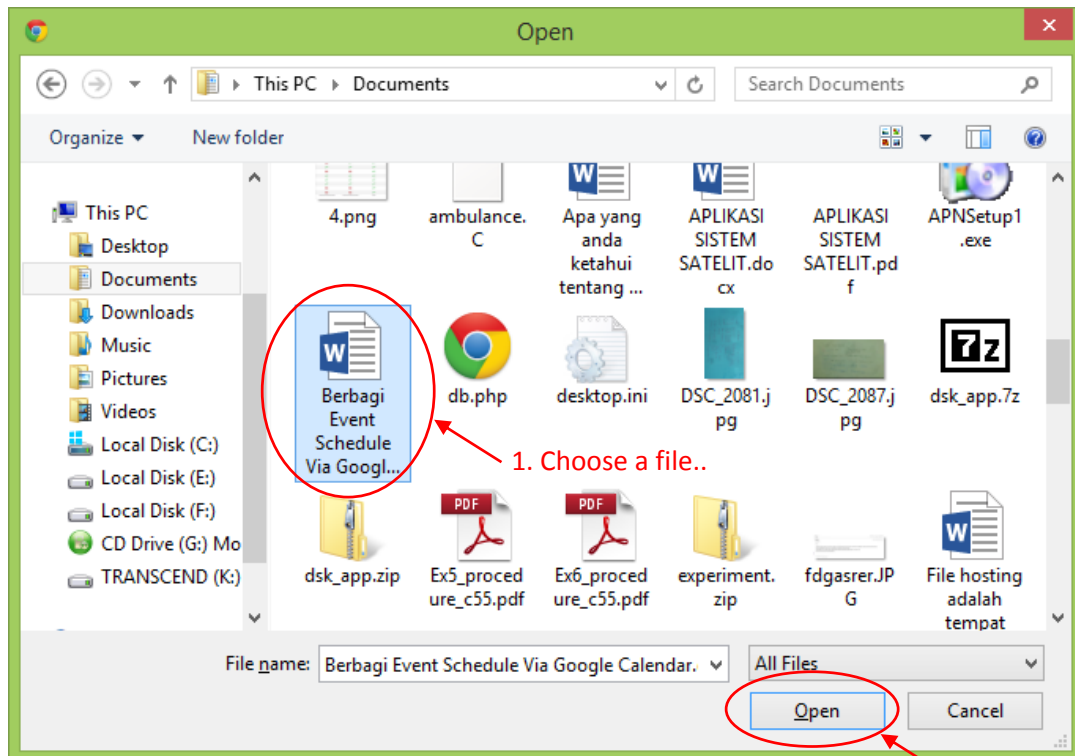 Open
This PC Documents
Search Documents
Organize
New folder
This PC
Desktop
Documents
Downloads
Music
Pictures
Videos
Local Disk (C:)
Local Disk (E:)
Local Disk (F:)
CD Drive (G:) Mo
TRANSCEND (K:)
4.png
ambulance.
C
Apa yang
anda
ketahui
tentang ...
APLIKASI
SISTEM
SATELIT.do
cx
APLIKASI
SISTEM
SATELIT.pd
f
APNSetup1
.exe
W
W
W
Berbagi
Event
Schedule
Via Googl...
db.php
desktop.ini
DSC_2081.j
pg
DSC_2087.j
pg
7z
dsk_app.7z
1. Choose a file..
dsk_app.zip
PDF
Ex5_proced
ure_c55.pdf
PDF
Ex6_proced
ure_c55.pdf
experiment.
zip
fdgasrer.JP
G
W
File hosting
adalah
tempat
File name: Berbagi Event Schedule Via Google Calendar.
All Files
Open
Cancel